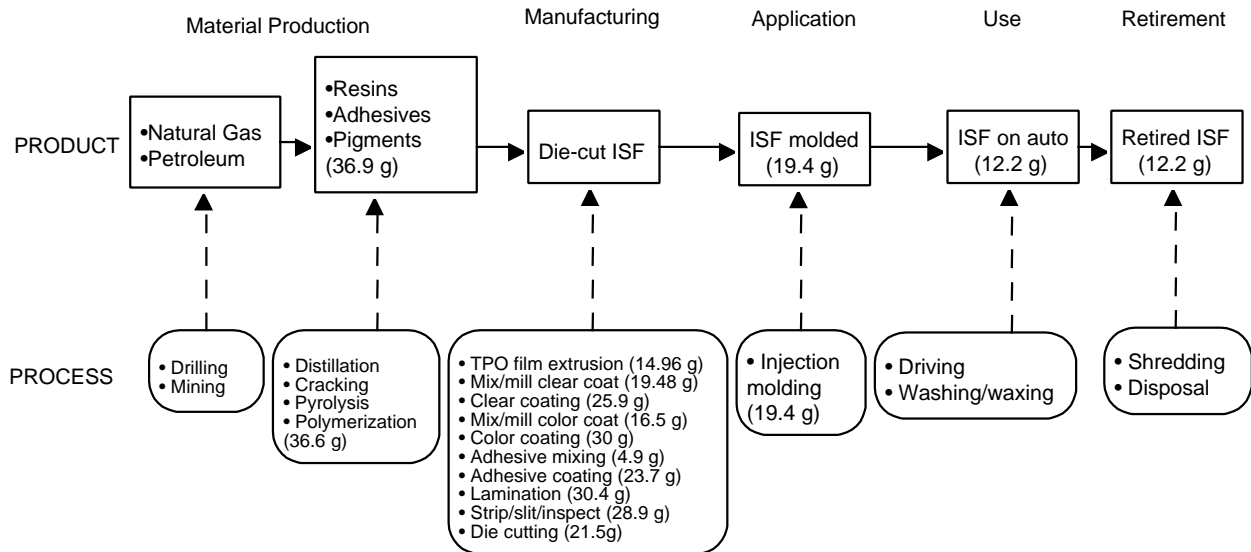 Material Production
Manufacturing
Application
Use
Retirement
PRODUCT
•Natural Gas
•Petroleum
•Resins
•Adhesives
•Pigments
(36.9 g)
Die-cut ISF
ISF molded
(19.4 g)
ISF on auto
(12.2 g)
Retired ISF
(12.2 g)
PROCESS
• Drilling
• Mining
• Distillation
• Cracking
• Pyrolysis
• Polymerization
(36.6 g)
• TPO film extrusion (14.96 g)
• Mix/mill clear coat (19.48 g)
• Clear coating (25.9 g)
• Mix/mill color coat (16.5 g)
• Color coating (30 g)
• Adhesive mixing (4.9 g)
• Adhesive coating (23.7 g)
• Lamination (30.4 g)
• Strip/slit/inspect (28.9 g)
• Die cutting (21.5g)
• Injection
molding
(19.4 g)
• Driving
• Washing/waxing
• Shredding
• Disposal